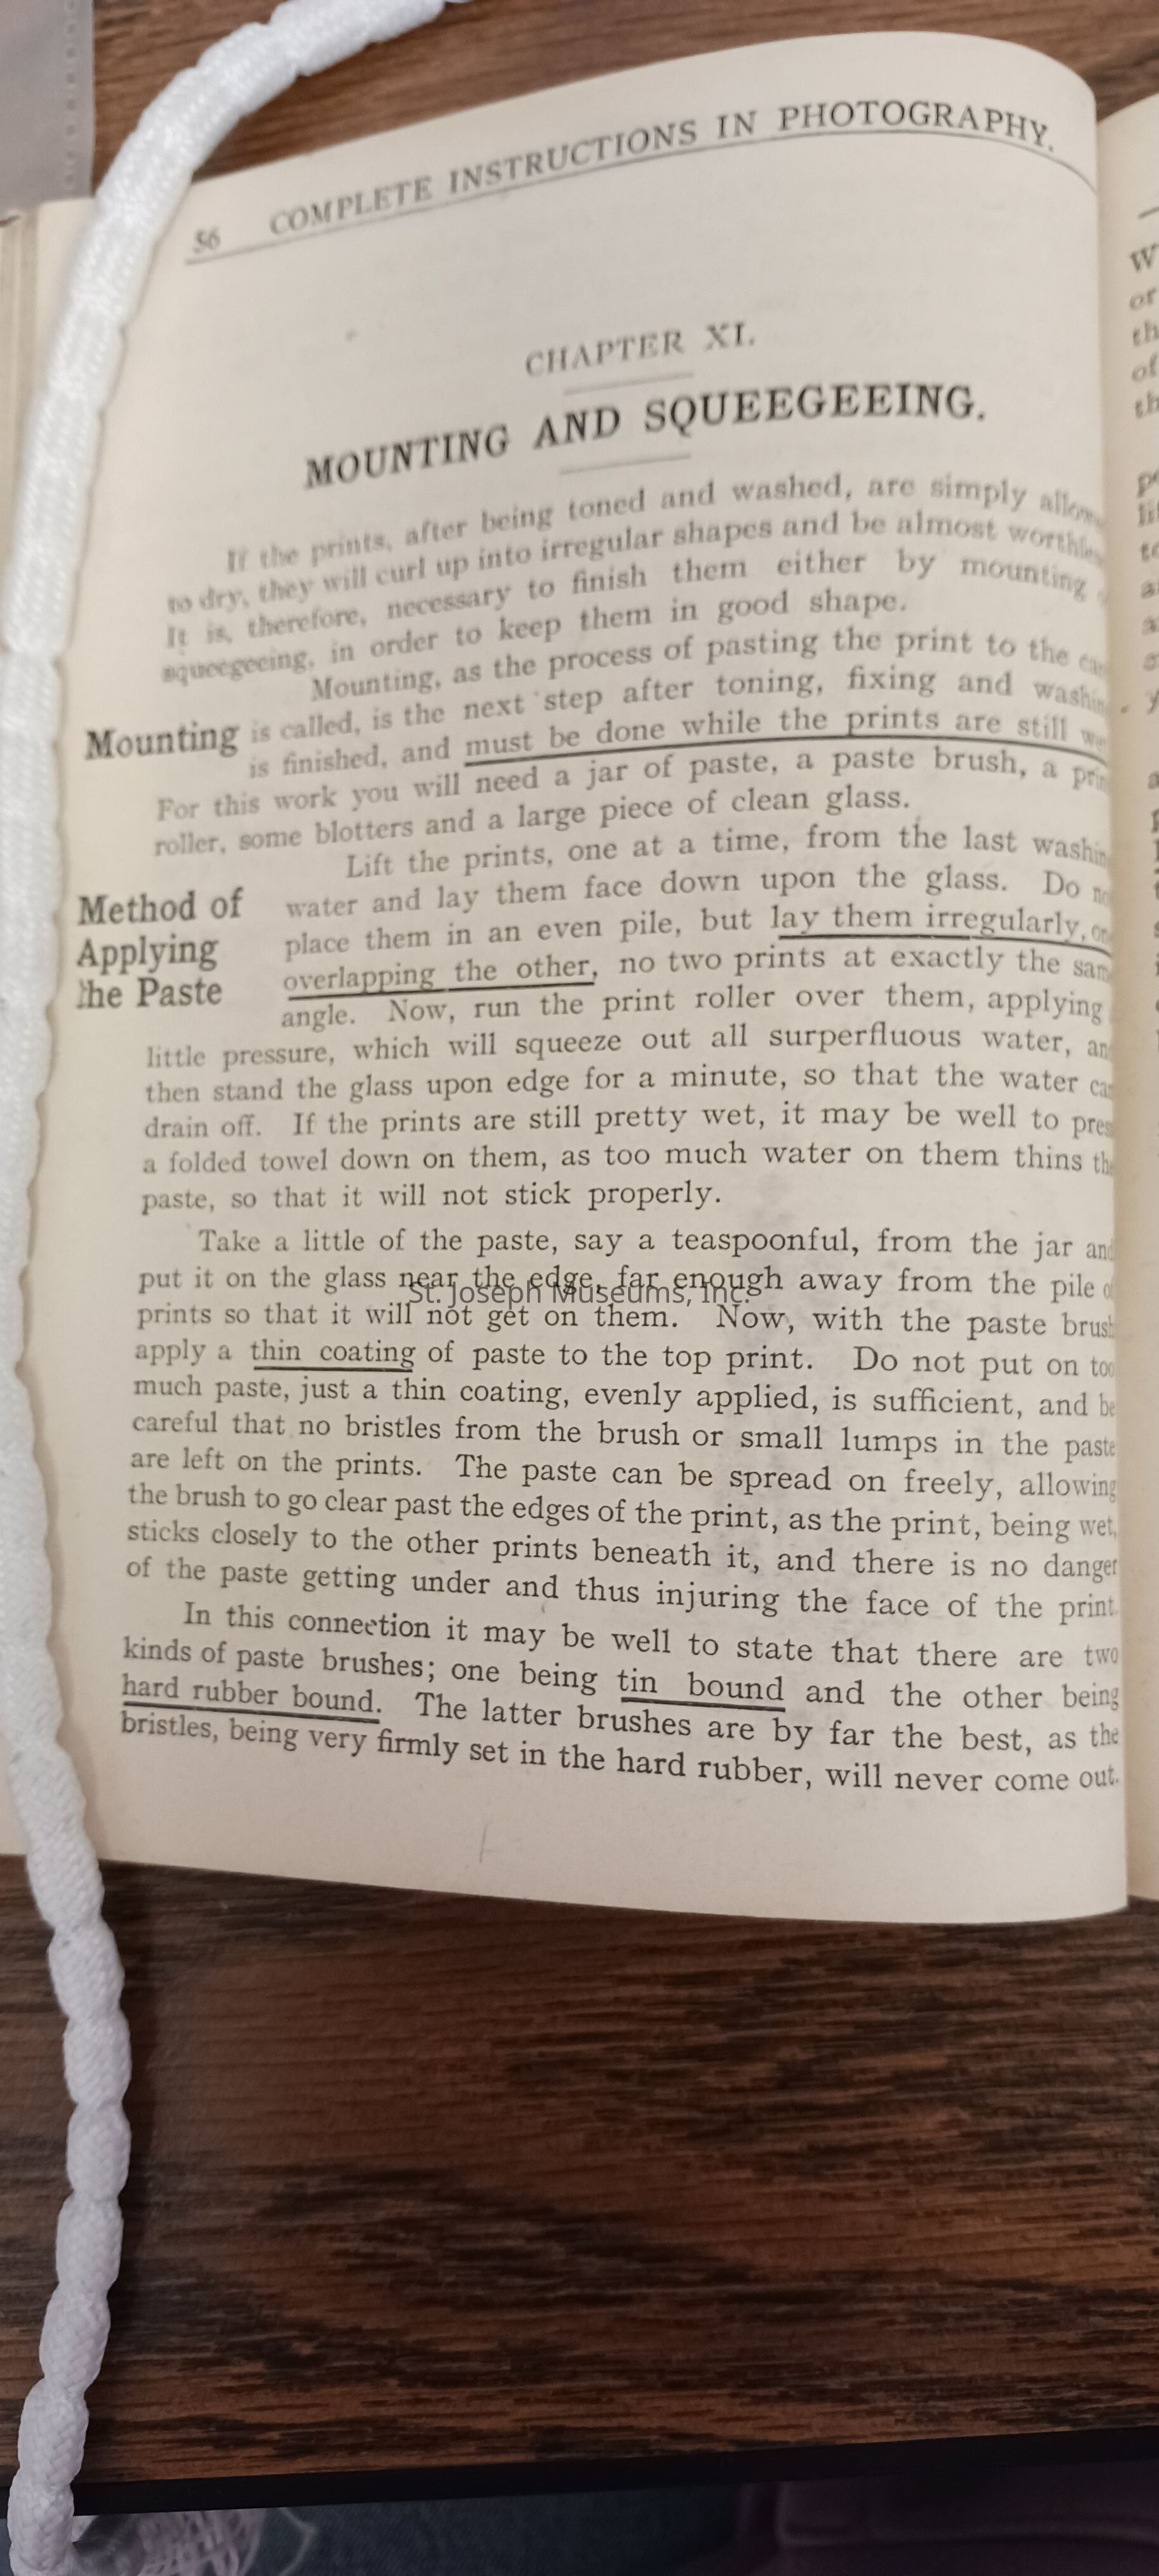 56 COMPLETE INSTRUCTIONS IN PHOTOGRAPHY.
CHAPTER XI.
MOUNTING AND SQUEEGEEING.
If the prints, after being toned and washed, are simply
to dry, they will curl up into irregular shapes and be almost
It is, therefore, necessary to finish them either by mounting
squeegeeing, in order to keep them in good shape.
Mounting, as the process of pasting the print to the
Mounting is called, is the next step after toning, fixing and
is finished, and must be done while the prints are still
For this work you will need a jar of paste, a paste brush, a
roller, some blotters and a large piece of clean glass.
Lift the prints, one at a time, from the last
Method of
Applying
the Paste
water and lay them face down upon the glass. Do
place them in an even pile, but lay them irregularly,
overlapping the other, no two prints at exactly the
angle. Now, run the print roller over them, applying
little pressure, which will squeeze out all surperfluous water,
then stand the glass upon edge for a minute, so that the water
drain off. If the prints are still pretty wet, it may be well to
a folded towel down on them, as too much water on them thins
paste, so that it will not stick properly.
Take a little of the paste, say a teaspoonful, from the jar and
put it on the glass near the edge, far enough away from the pile
St. Joseph Museums, Inc.
prints so that it will not get on them. Now, with the paste brush
apply a thin coating of paste to the top print. Do not put on too
much paste, just a thin coating, evenly applied, is sufficient, and be
careful that no bristles from the brush or small lumps in the paste
are left on the prints. The paste can be spread on freely, allowing
the brush to go clear past the edges of the print, as the print, being wet,
sticks closely to the other prints beneath it, and there is no danger
of the paste getting under and thus injuring the face of the print.
In this connection it may be well to state that there are two
kinds of paste brushes; one being tin bound and the other being
hard rubber bound. The latter brushes are by far the best, as the
bristles, being very firmly set in the hard rubber, will never come out.